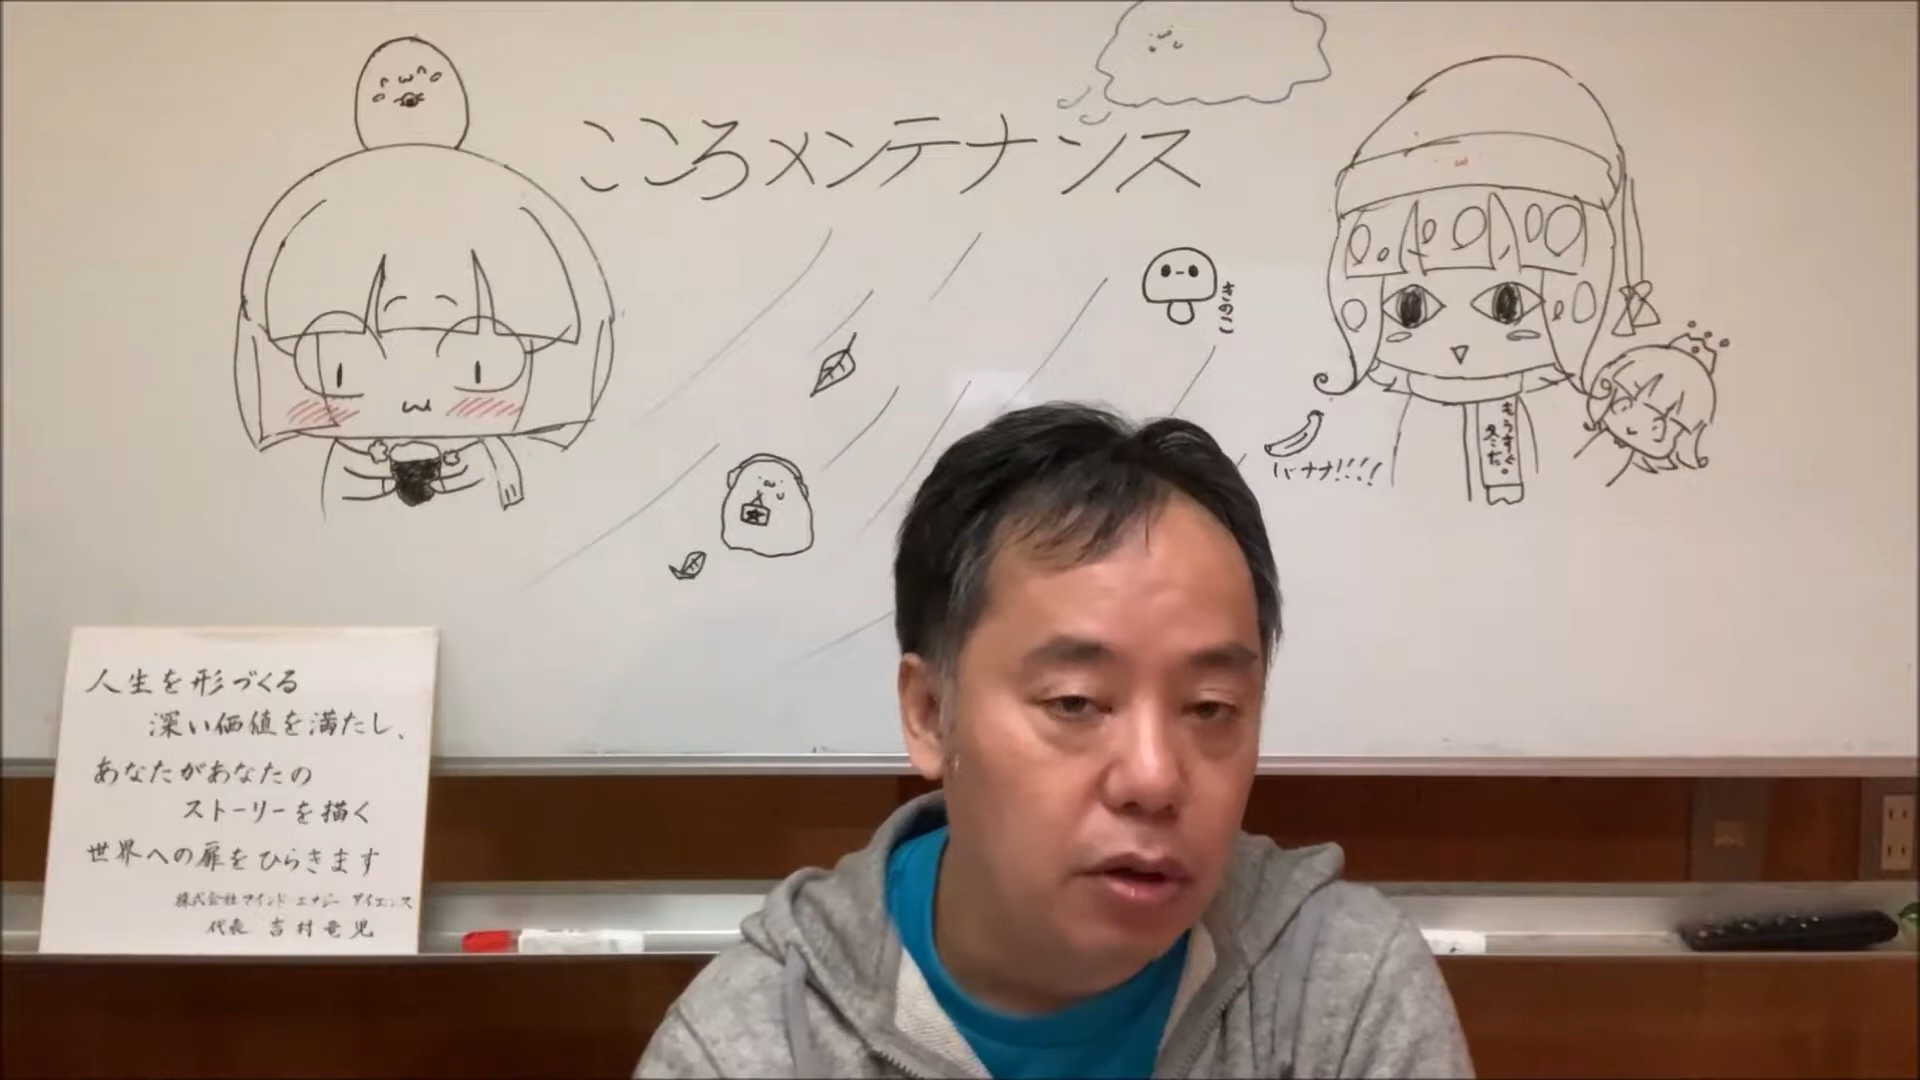 こころメンテナンス
きのこ
バナナ!!!!
もうすぐ
冬だ。
人生を形づくる
深い価値を満たし、
あなたがあなたの
ストーリーを描く
世界への扉をひらきます
株式会社マインド エナジー サイエンス
代表 吉村竜児